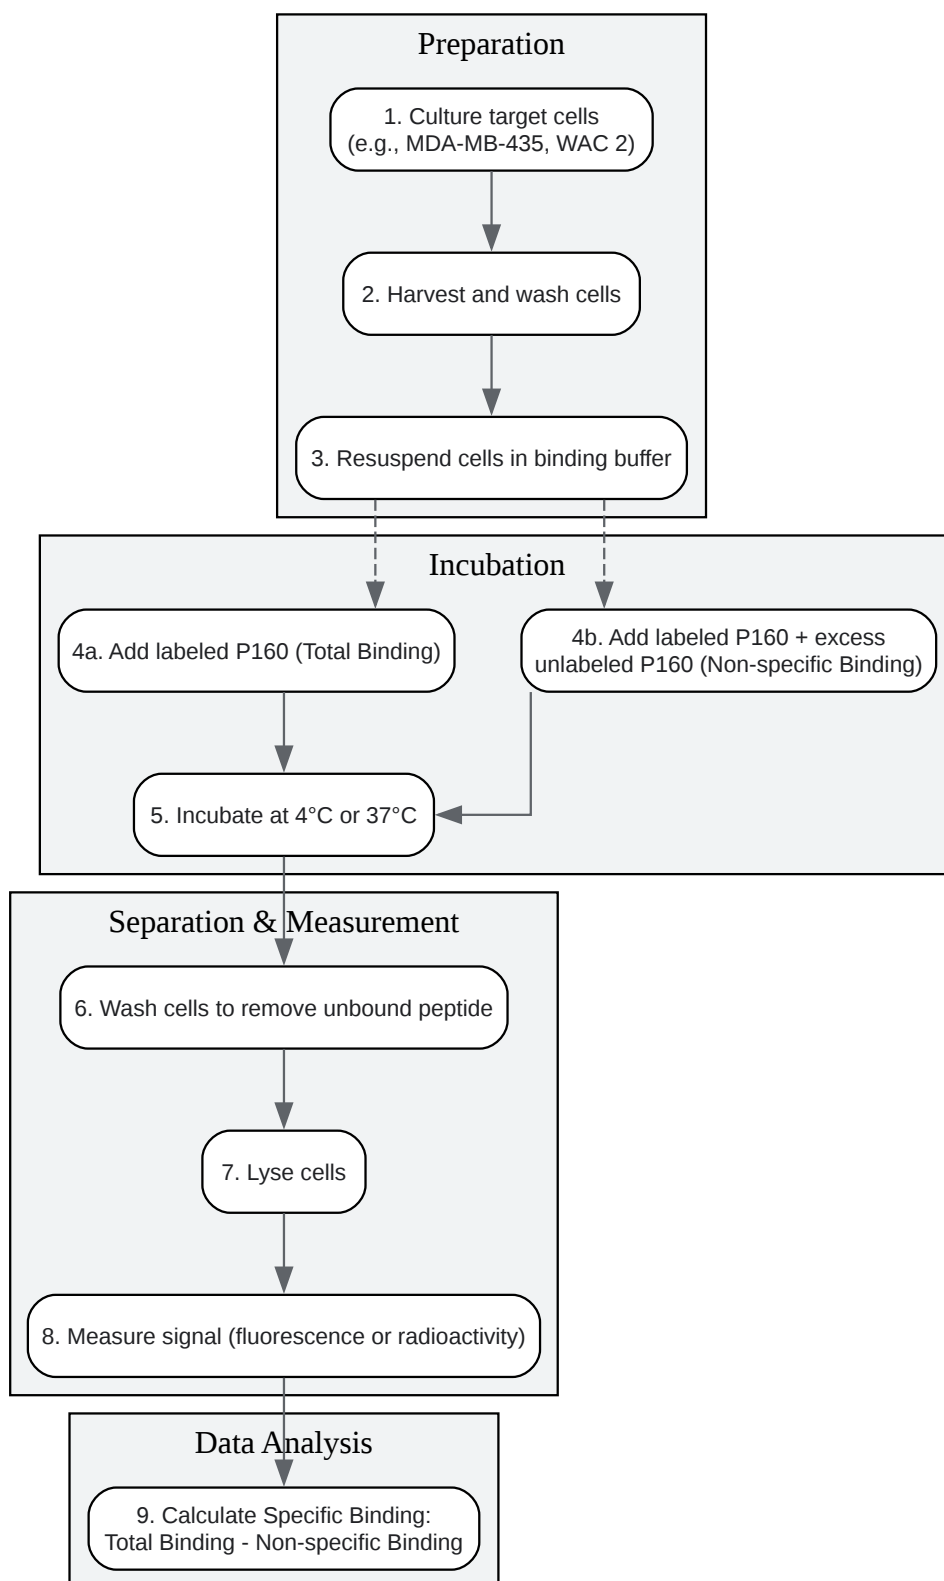 Preparation
1. Culture target cells
(e.g., MDA-MB-435, WAC 2)
2. Harvest and wash cells
3. Resuspend cells in binding buffer
Incubation
4a. Add labeled P160 (Total Binding)
4b. Add labeled P160 + excess
unlabeled P160 (Non-specific Binding)
5. Incubate at 4°C or 37°C
Separation & Measurement
6. Wash cells to remove unbound peptide
7. Lyse cells
8. Measure signal (fluorescence or radioactivity)
Data Analysis
9. Calculate Specific Binding:
Total Binding - Non-specific Binding